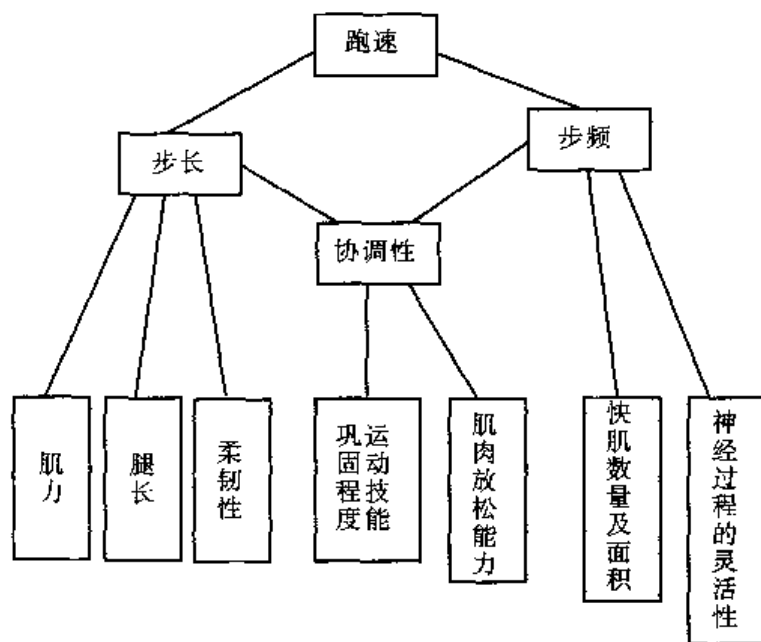 跑速
步长
步频
协调性
肌力
腿长
柔韧性
运动技能
巩固程度
肌肉放松能力
快肌数量及面积
神经过程的灵活性